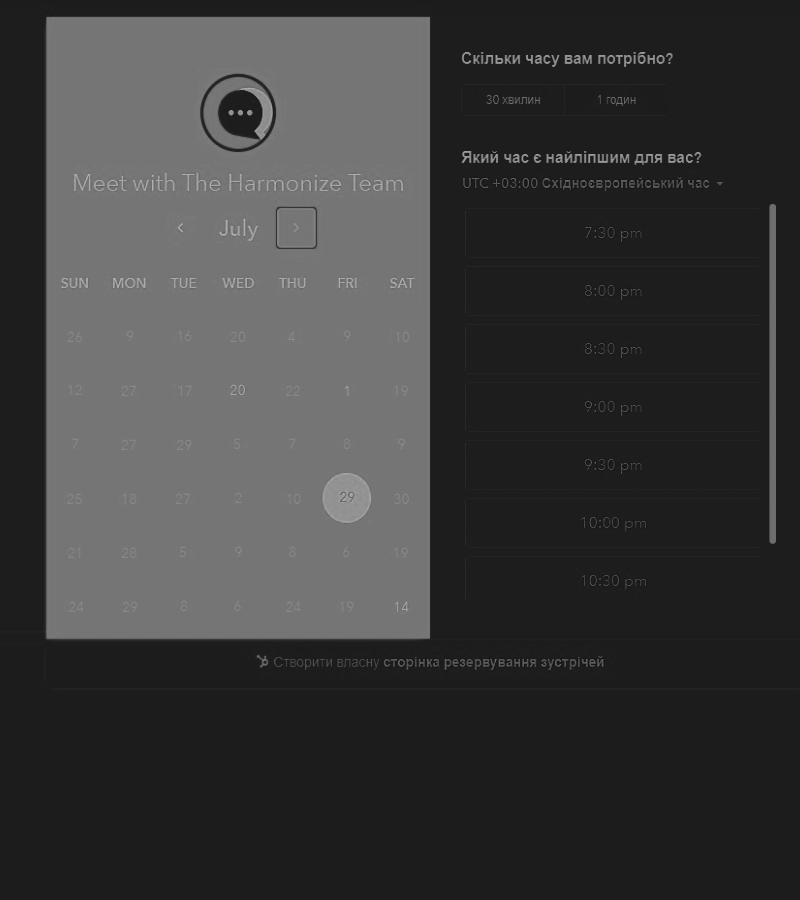 Meet with The Harmonize Team
July
SUN MON TUE WED THU FRI SAT
26 9 16 20 4 9 10
12 27 17 20 22 1 19
7 27 29 5 7 8 9
25 18 27 2 10 29 30
21 28 5 9 8 6 19
24 29 8 6 24 19 14
Скільки часу вам потрібно?
30 хвилин 1 годин
Який час є найліпшим для вас?
UTC +03:00 Східноєвропейський час
7:30 pm
8:00 pm
8:30 pm
9:00 pm
9:30 pm
10:00 pm
10:30 pm
Створити власну сторінка резервування зустрічей